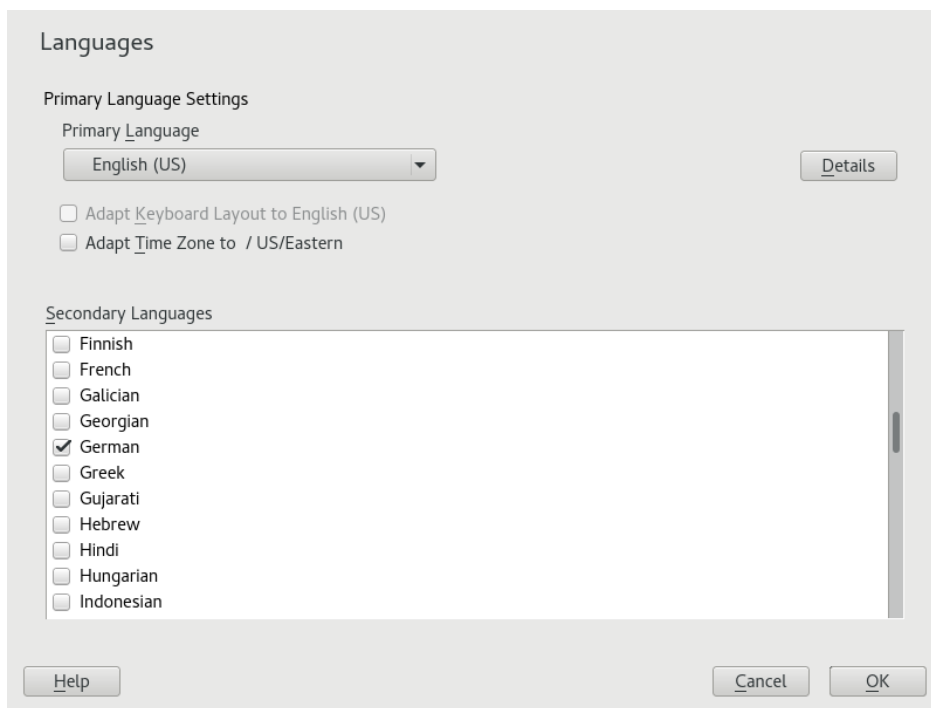 Languages
Primary Language Settings
Primary Language
English (US)
Details
Adapt Keyboard Layout to English (US)
Adapt Time Zone to / US/Eastern
Secondary Languages
Finnish
French
Galician
Georgian
German
Greek
Gujarati
Hebrew
Hindi
Hungarian
Indonesian
Help
Cancel
OK